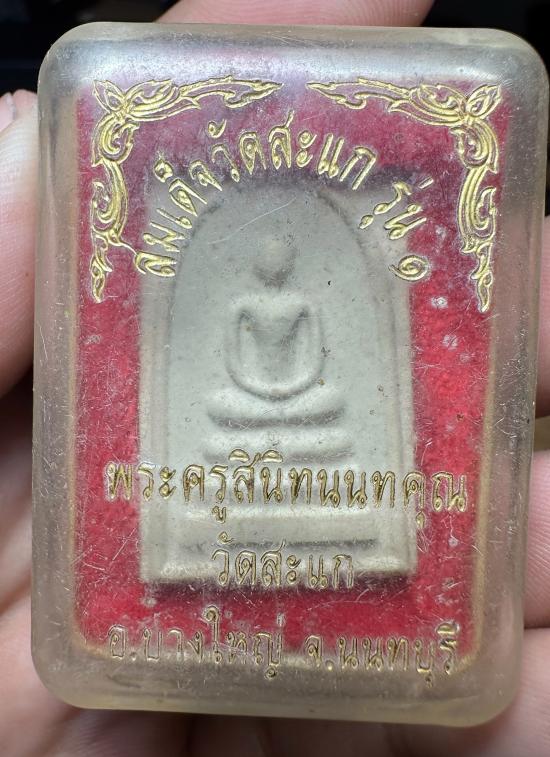 สมเด็จวัดสะแก รุ่น ๑
พระครูสินิทนนทคุณ
วัดสะแก
อ.บางใหญ่ จ.นนทบุรี